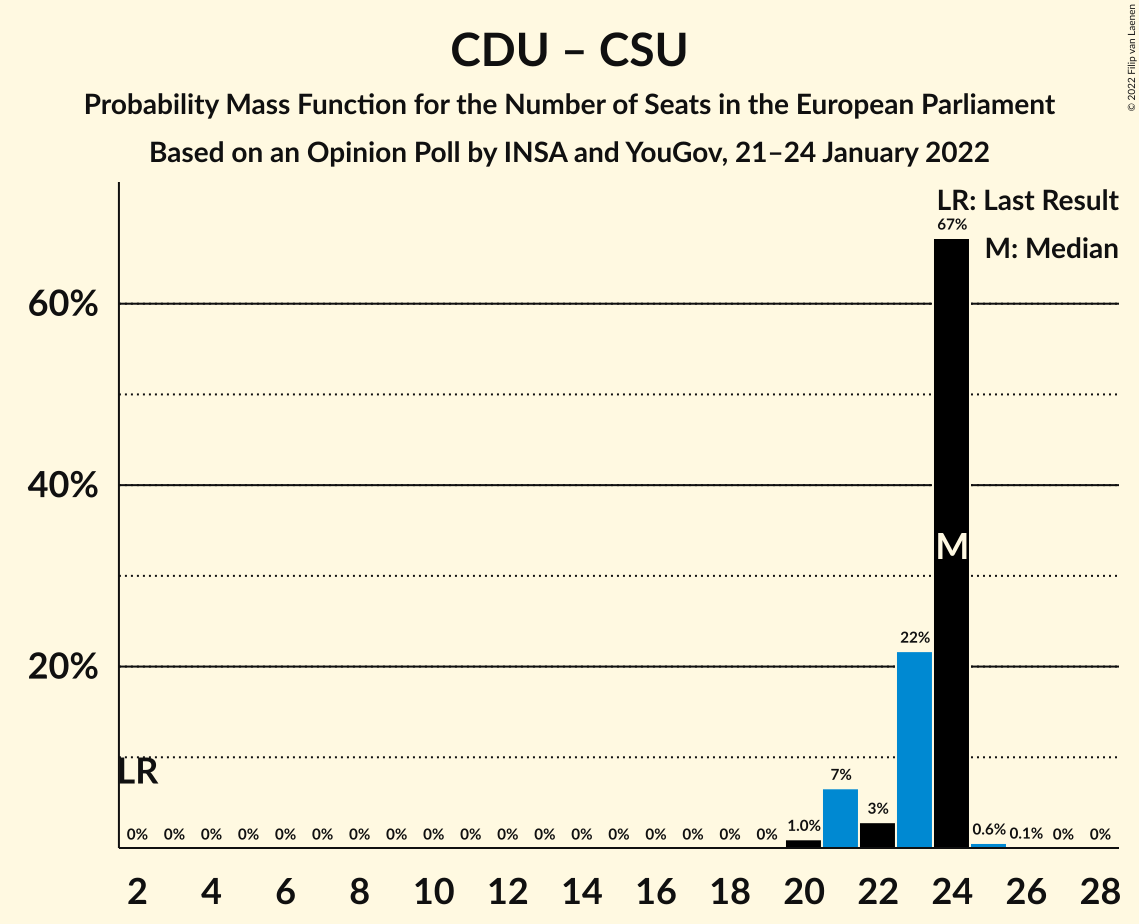 CDU – CSU
Probability Mass Function for the Number of Seats in the European Parliament
Based on an Opinion Poll by INSA and YouGov, 21–24 January 2022
© 2022 Filip van Laenen
LR: Last Result
M: Median
67%
60%
40%
M
22%
20%
LR
7%
3%
0% 0% 0% 0% 0% 0% 0% 0% 0% 0% 0% 0% 0% 0% 0% 0% 0% 0% 1.0% 0.6% 0.1% 0% 0%
2 4 6 8 10 12 14 16 18 20 22 24 26 28